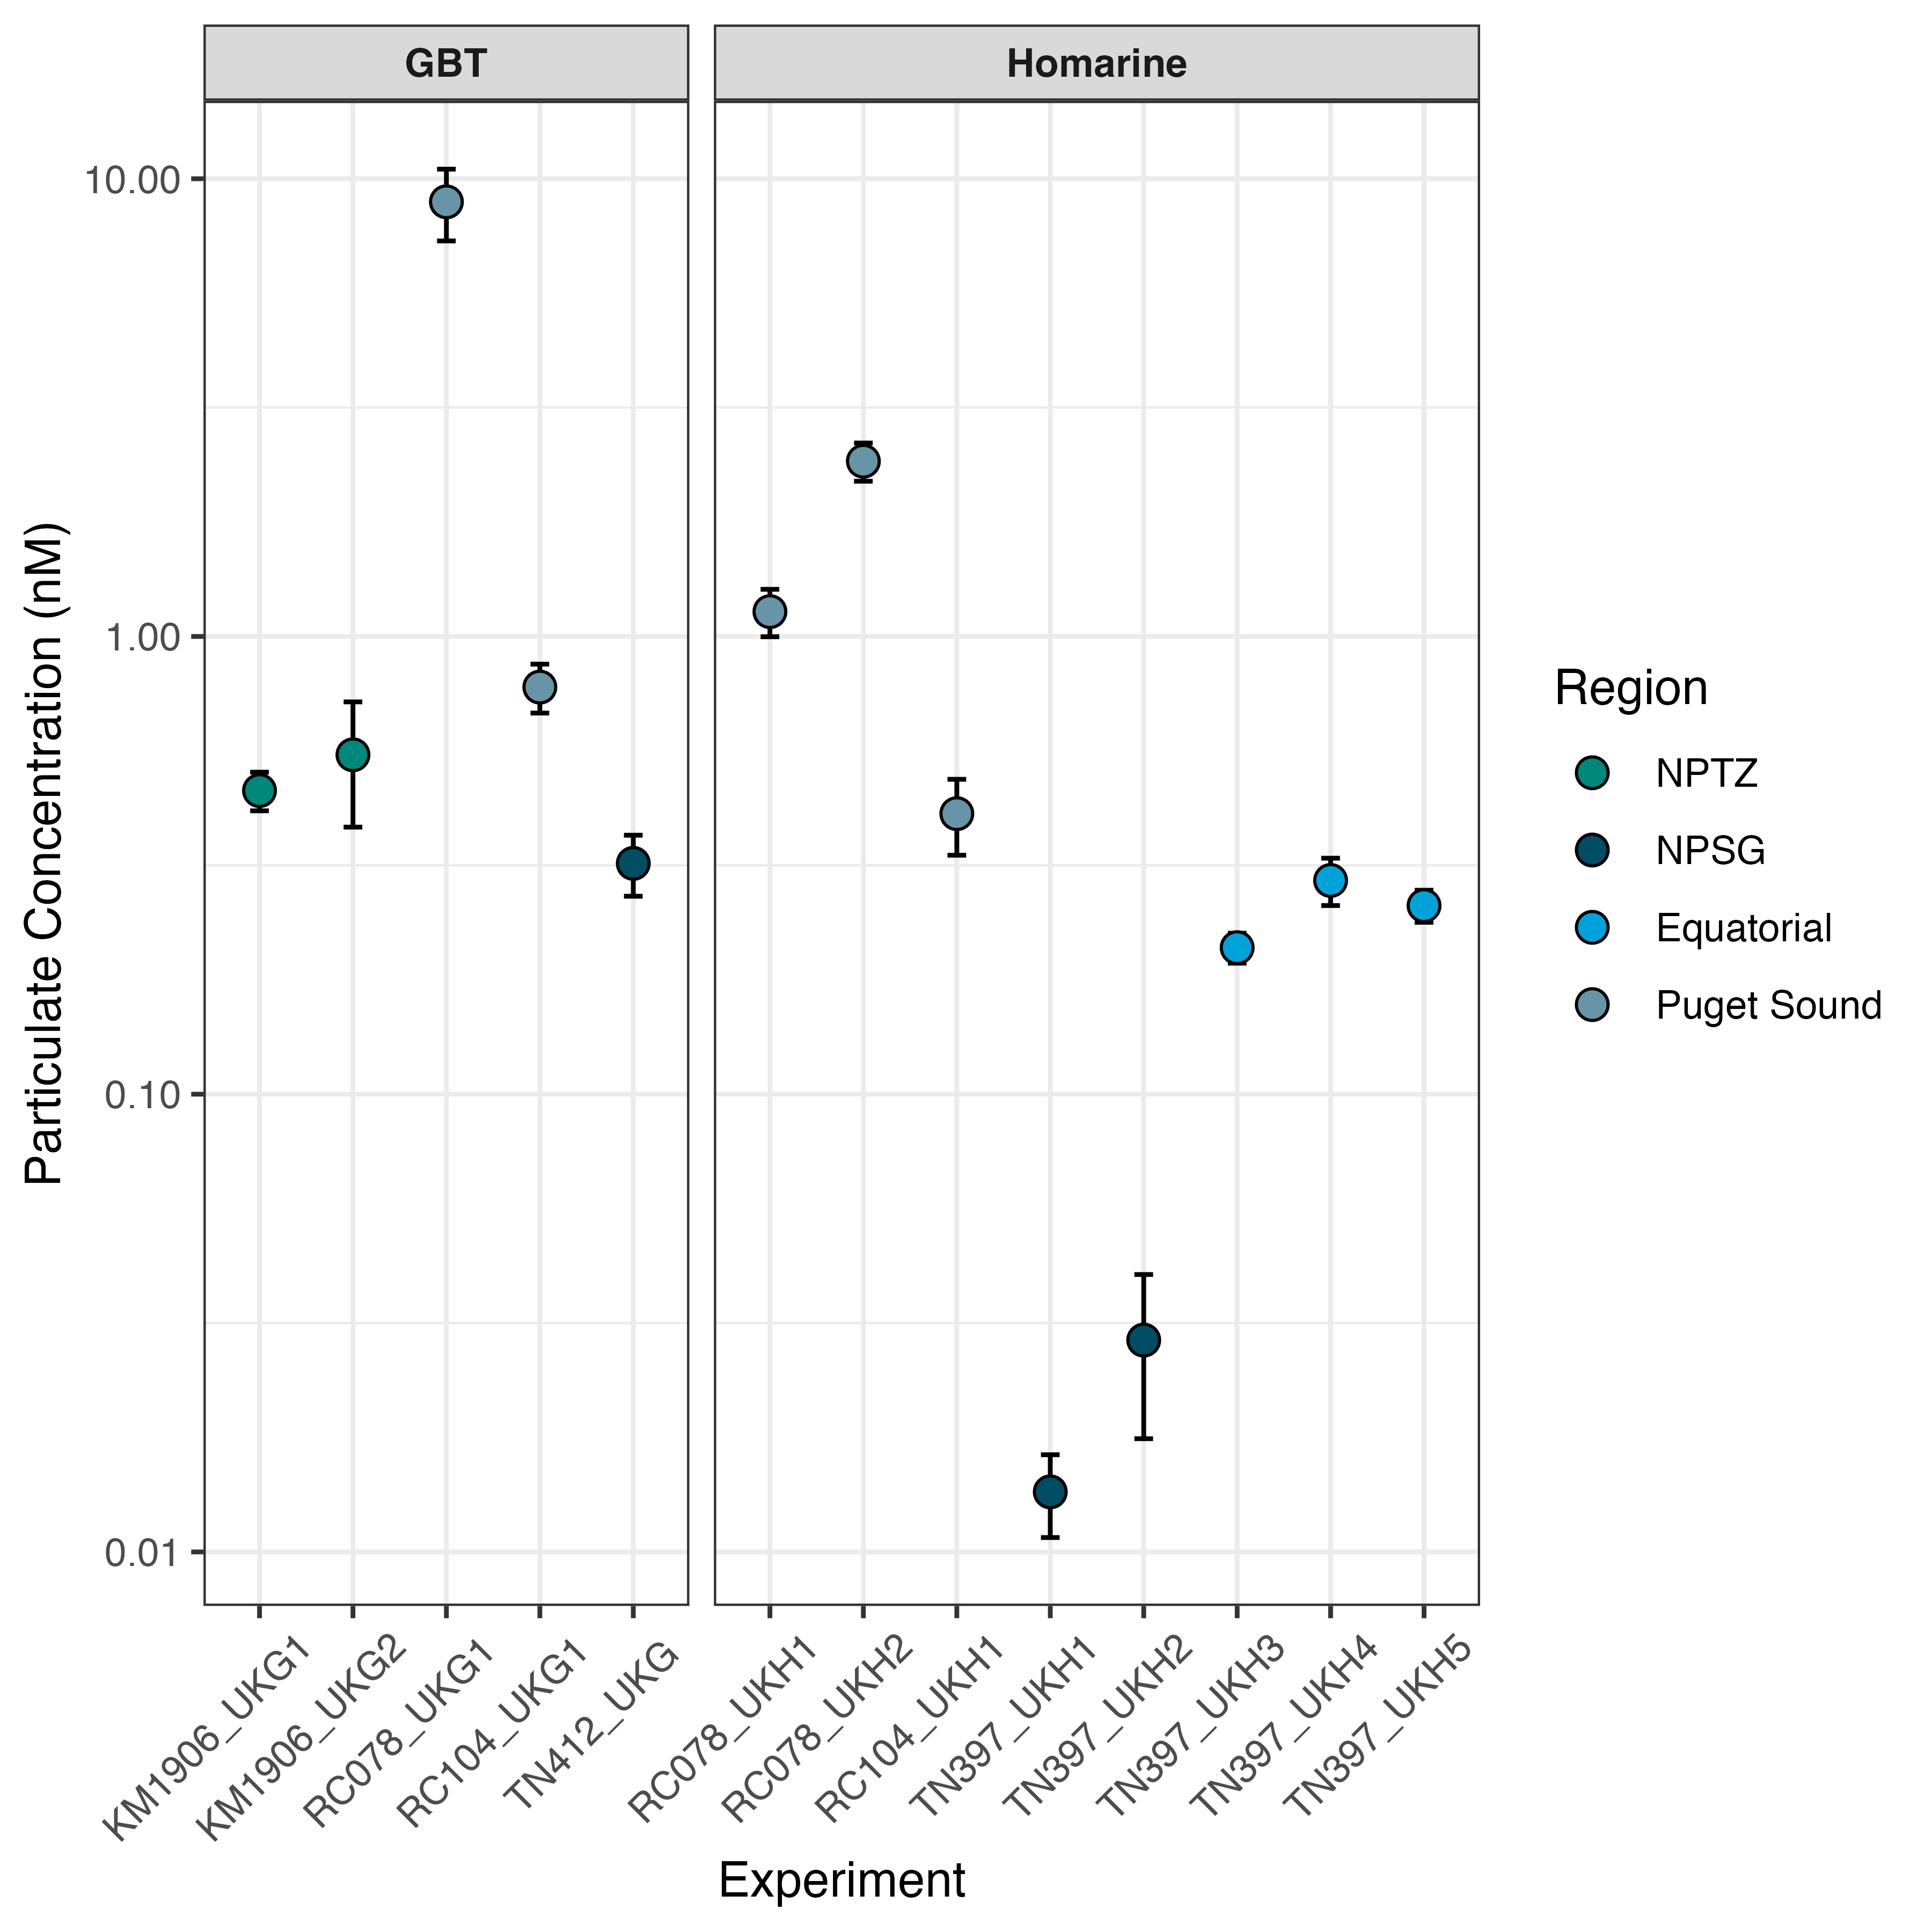 GBT
Homarine
Particulate Concentration (nM)
10.00
1.00
0.10
0.01
KM1906_UKG1
KM1906_UKG2
RC078_UKG1
RC104_UKG1
TN412_UKG
RC078_UKH1
RC078_UKH2
RC104_UKH1
TN397_UKH1
TN397_UKH2
TN397_UKH3
TN397_UKH4
TN397_UKH5
Experiment
Region
NPTZ
NPSG
Equatorial
Puget Sound